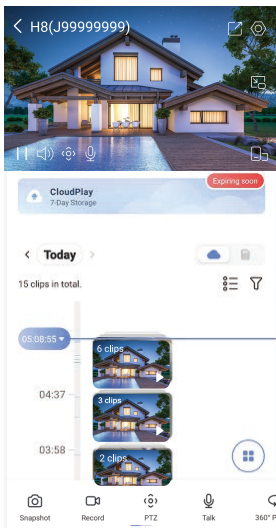 H8(J99999999)
Expiring soon
CloudPlay
7-Day Storage
Today
15 clips in total.
05:08:55
6 clips
04:37
3 clips
03:58
2 clips
Snapshot
Record
PTZ
Talk
360° P